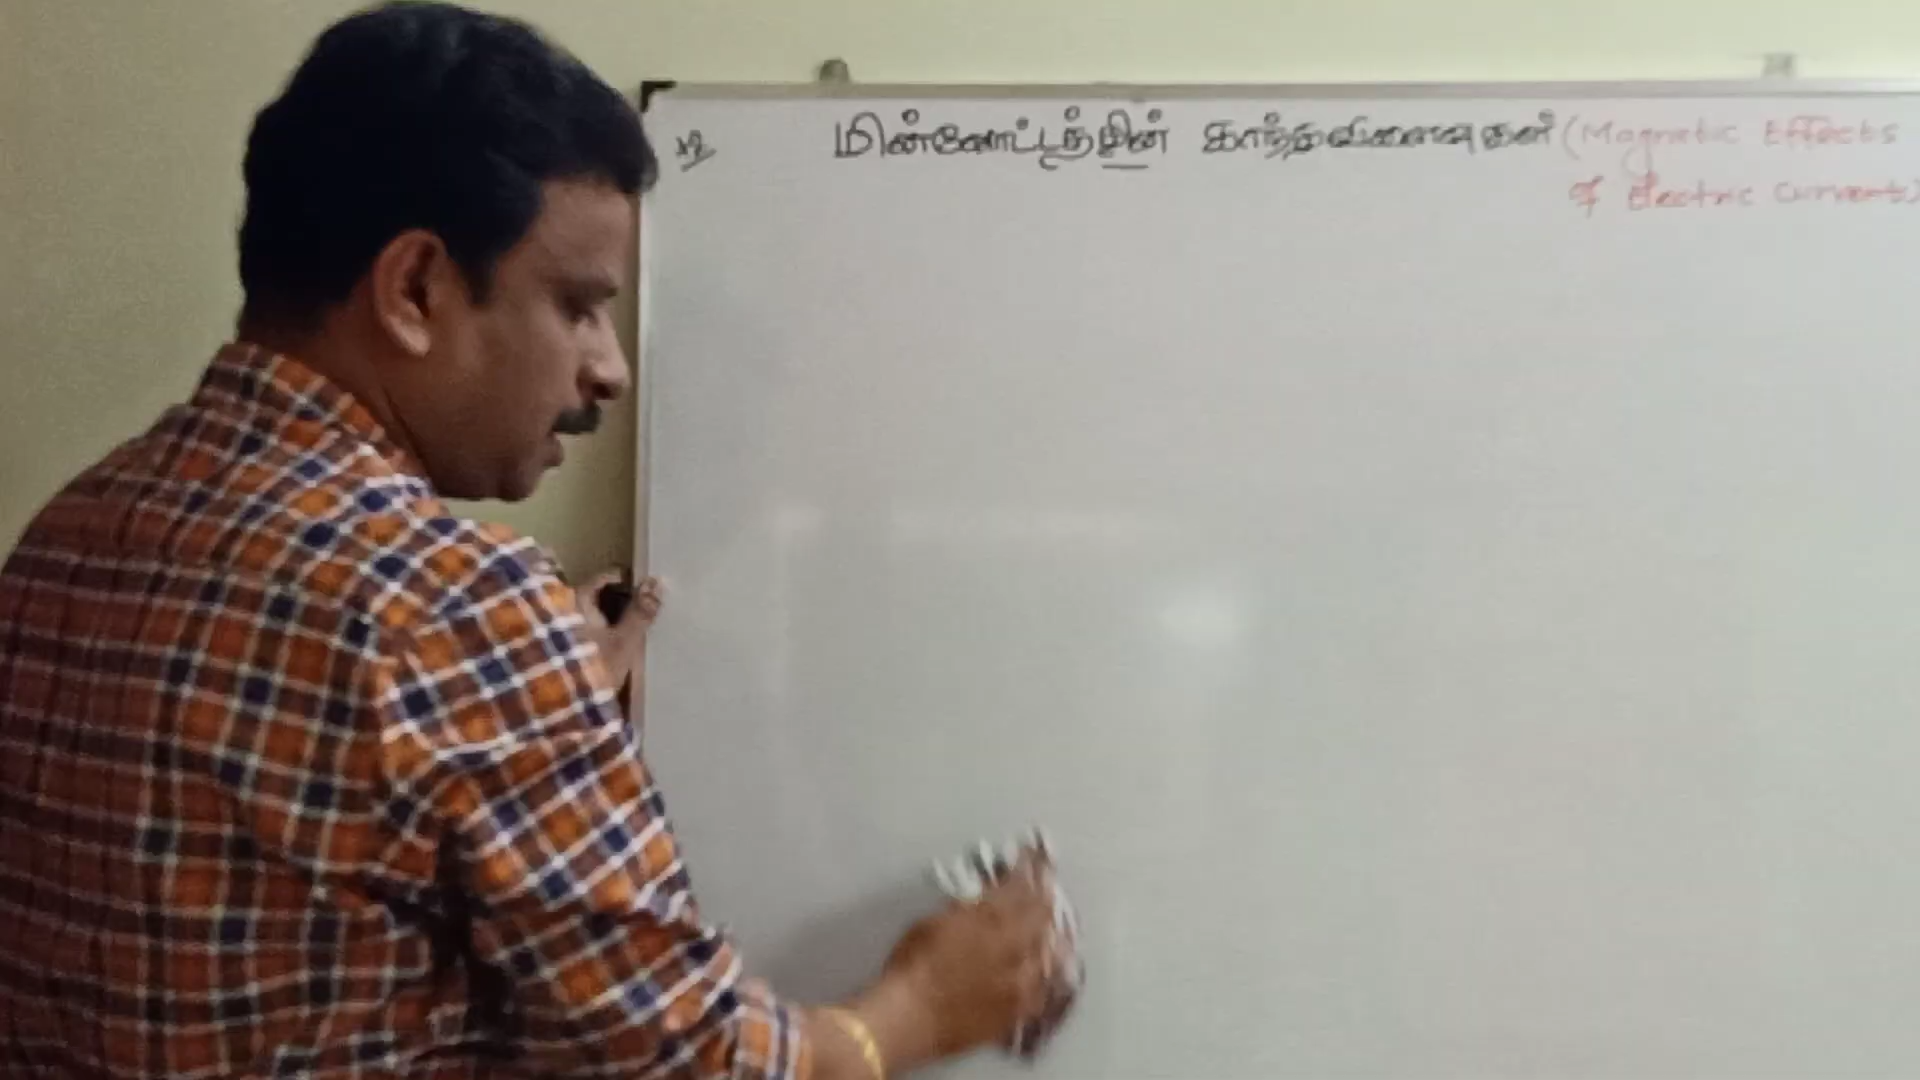 மின்னோட்டத்தின் காந்தவிளைவுகள் (Magnetic Effects
of Electric Currents)